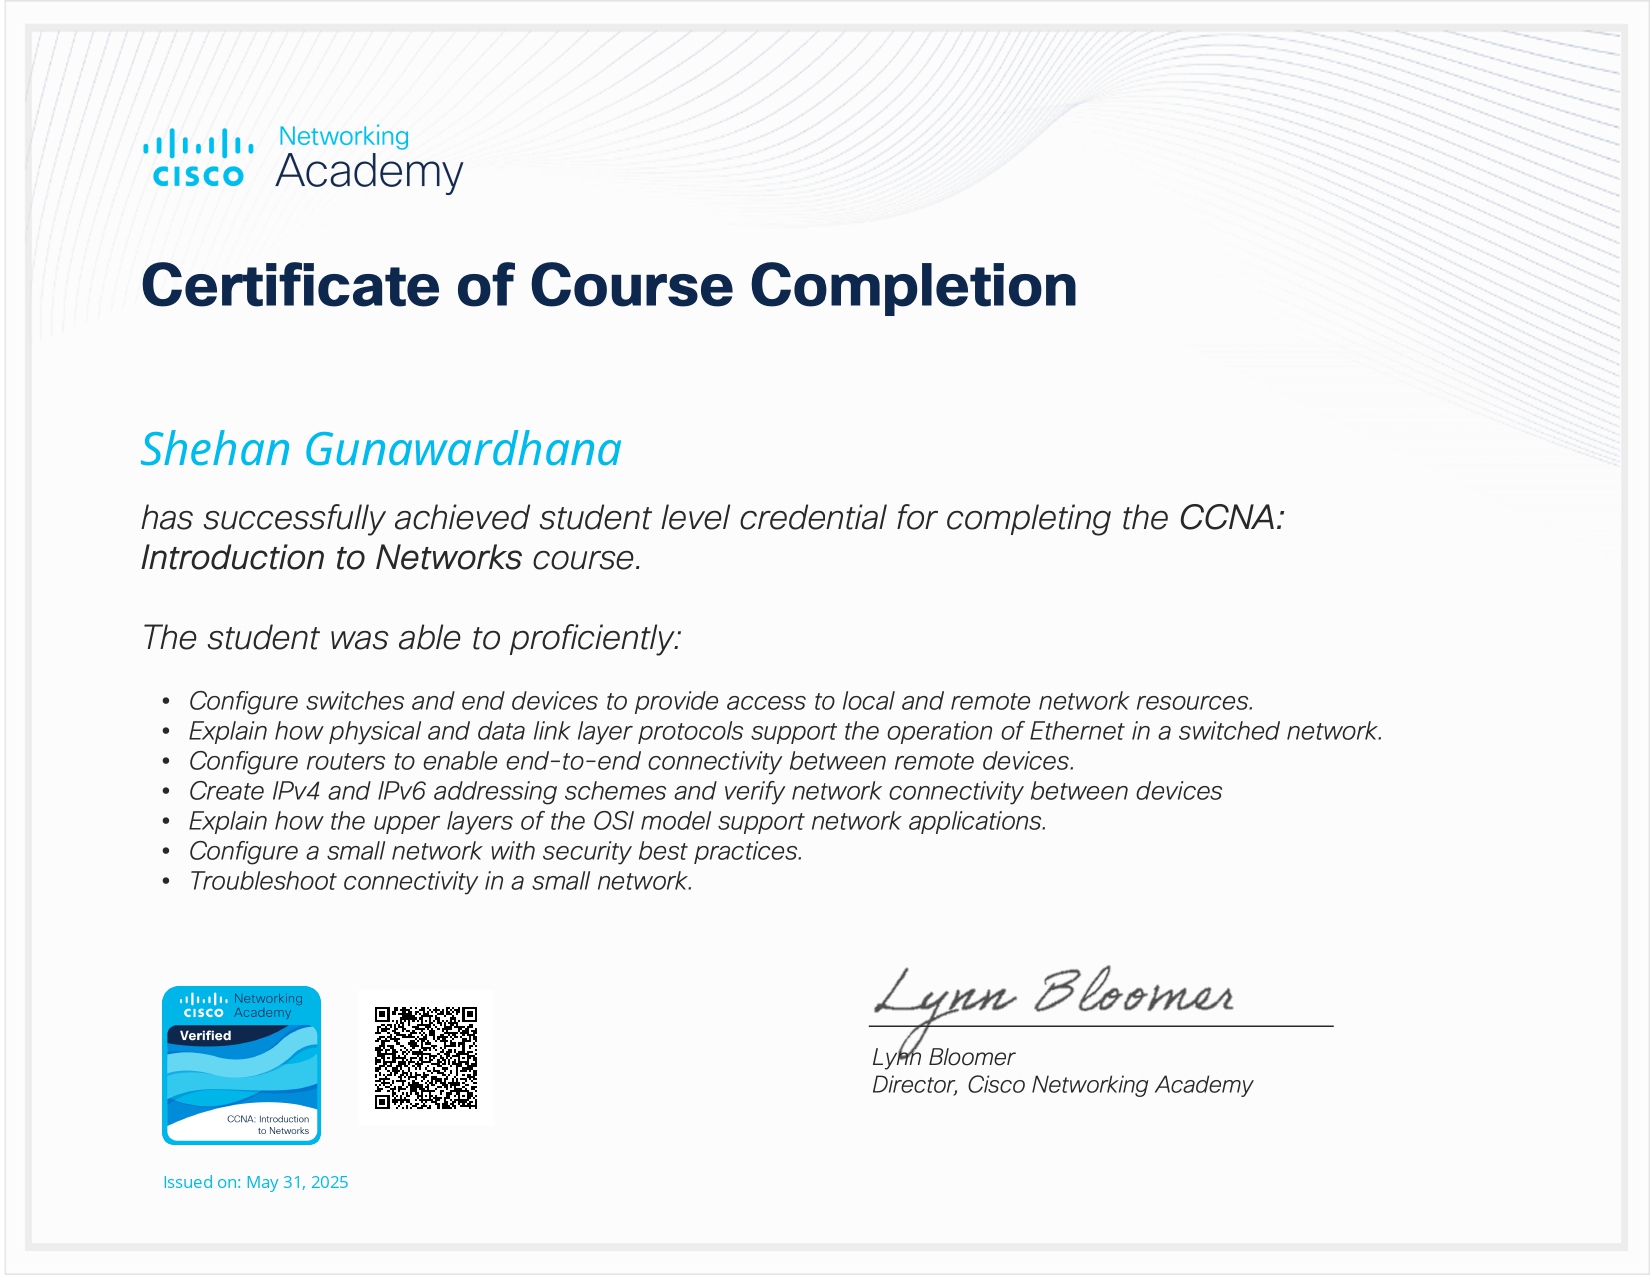 Networking
CISCO Academy
Certificate of Course Completion
Shehan Gunawardhana
has successfully achieved student level credential for completing the CCNA:
Introduction to Networks course.
The student was able to proficiently:
• Configure switches and end devices to provide access to local and remote network resources.
• Explain how physical and data link layer protocols support the operation of Ethernet in a switched network.
• Configure routers to enable end-to-end connectivity between remote devices.
• Create IPv4 and IPv6 addressing schemes and verify network connectivity between devices
• Explain how the upper layers of the OSI model support network applications.
• Configure a small network with security best practices.
• Troubleshoot connectivity in a small network.
Networking
CISCO Academy
Verified
CCNA: Introduction
to Networks
Lynn Bloomer
Lynn Bloomer
Director, Cisco Networking Academy
Issued on: May 31, 2025